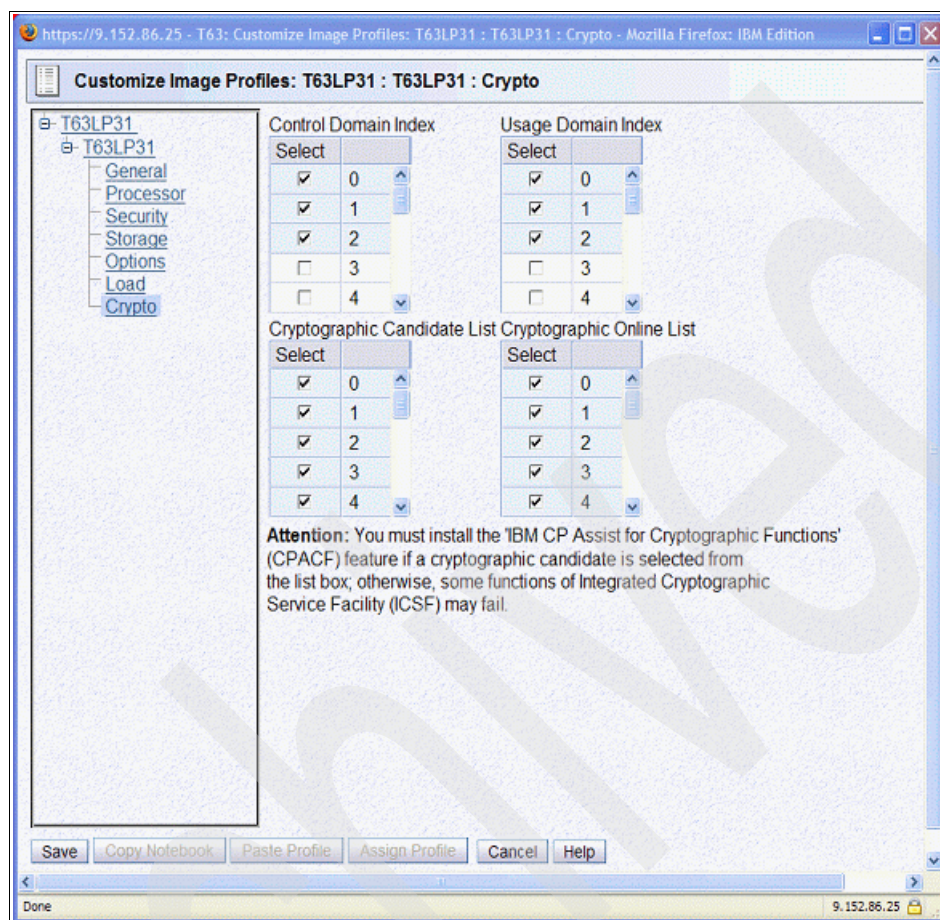 https://9.152.86.25 - T63: Customize Image Profiles: T63LP31 : T63LP31 : Crypto - Mozilla Firefox: IBM Edition
Customize Image Profiles: T63LP31 : T63LP31 : Crypto
T63LP31
T63LP31
General
Processor
Security
Storage
Options
Load
Crypto
Control Domain Index
Select
0
1
2
3
4
Usage Domain Index
Select
0
1
2
3
4
Cryptographic Candidate List
Select
0
1
2
3
4
Cryptographic Online List
Select
0
1
2
3
4
Attention: You must install the 'IBM CP Assist for Cryptographic Functions'
(CPACF) feature if a cryptographic candidate is selected from
the list box; otherwise, some functions of Integrated Cryptographic
Service Facility (ICSF) may fail.
Save Copy Notebook Paste Profile Assign Profile Cancel Help
Done 9.152.86.25